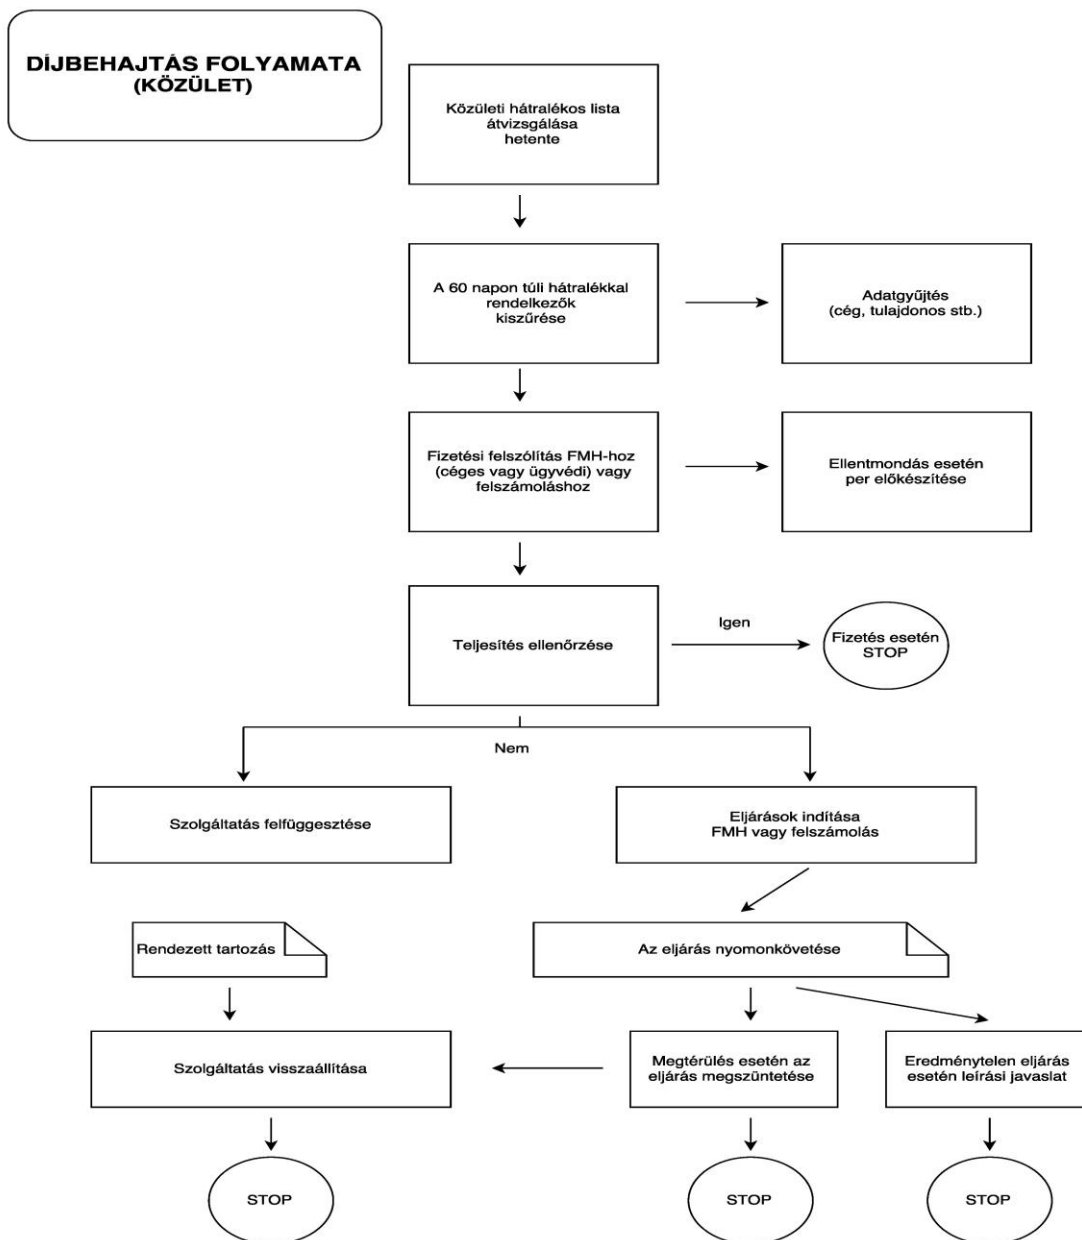 DÍJBEHAJTÁS FOLYAMATA
(KÖZÜLET)
Közületi hátralékos lista
átvizsgálása
hetente
A 60 napon túli hátralékkal
rendelkezők
kiszűrése
Adatgyűjtés
(cég, tulajdonos stb.)
Fizetési felszólítás FMH-hoz
(céges vagy ügyvédi) vagy
felszámoláshoz
Ellentmondás esetén
per előkészítése
Teljesítés ellenőrzése
Igen
Fizetés esetén
STOP
Nem
Szolgáltatás felfüggesztése
Eljárások indítása
FMH vagy felszámolás
Rendezett tartozás
Az eljárás nyomonkövetése
Szolgáltatás visszaállítása
Megtérülés esetén az
eljárás megszüntetése
Eredménytelen eljárás
esetén leírási javaslat
STOP
STOP
STOP